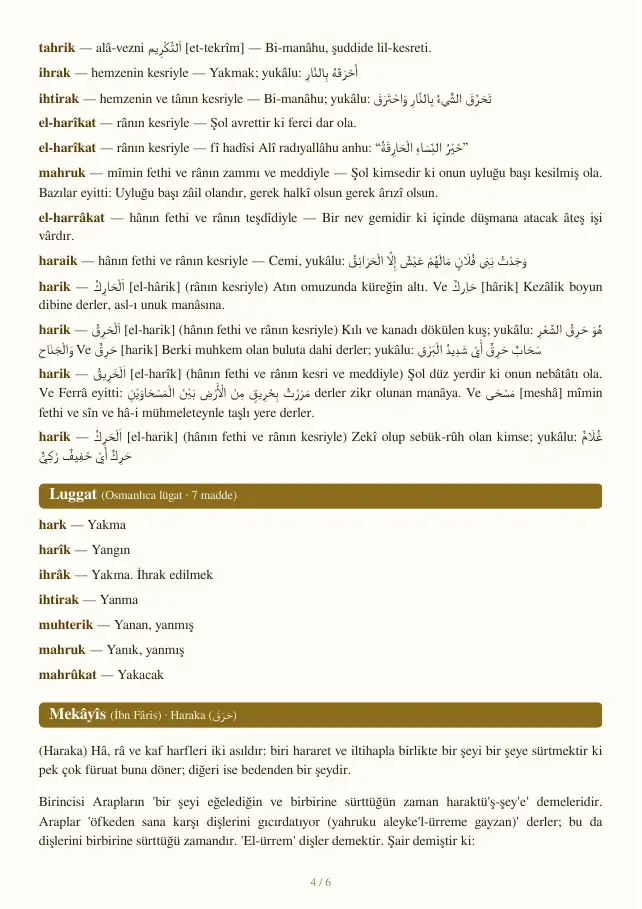 tahrik — alâ-vezni اَلتَّكْرِيم [et-tekrîm] — Bi-manâhu, şuddide lil-kesreti.
ihrak — hemzenin kesriyle — Yakmak; yukâlu: أَحْرَقَهُ بِالنَّارِ
ihtirak — hemzenin ve tânın kesriyle — Bi-manâhu; yukâlu: تَحَرَّقَ الشَّيءُ بِالنَّارِ وَاحْتَرَقَ
el-harîkat — rânın kesriyle — Şol avrettir ki ferci dar ola.
el-harîkat — rânın kesriyle — fî hadîsi Alî radıyallâhu anhu: “خَيْرُ النِّسَاءِ الْحَارِقَةُ”
mahruk — mîmin fethi ve rânın zammı ve meddiyle — Şol kimsedir ki onun uyluğu başı kesilmiş ola.
Bazılar eyitti: Uyluğu başı zâil olandır, gerek halkî olsun gerek ârızî olsun.
el-harrâkat — hânın fethi ve rânın teşdîdiyle — Bir nev gemidir ki içinde düşmana atacak âteş işi
vârdır.
haraik — hânın fethi ve rânın kesriyle — Cemi, yukâlu: وَجَدْتُ بَنِي فُلَانٍ مَالَهُمْ عَيْشٌ إِلَّا الْحَرَائِقُ
harik — اَلْحَارِكُ [el-hârik] (rânın kesriyle) Atın omuzunda küreğin altı. Ve حَارِكٌ [hârik] Kezâlik boyun
dibine derler, asl-ı unuk manâsına.
harik — اَلْحَرِقُ [el-harik] (hânın fethi ve rânın kesriyle) Kılı ve kanadı dökülen kuş; yukâlu: هُوَ حَرِقُ الشَّعْرِ
وَالْجَنَاحِ Ve حَرِقٌ [harik] Berki muhkem olan buluta dahi derler; yukâlu: سَحَابٌ حَرِقٌ أَيْ شَدِيدُ الْبَرْقِ
harik — اَلْحَرِيقُ [el-harîk] (hânın fethi ve rânın kesri ve meddiyle) Şol düz yerdir ki onun nebâtâtı ola.
Ve Ferrâ eyitti: مَرَرْتُ بِحَرِيقٍ مِنَ الْأَرْضِ بَيْنَ الْمَسْحَاوَيْنِ derler zikr olunan manâya. Ve مَسْحَى [meshâ] mîmin
fethi ve sîn ve hâ-i mühmeleteynle taşlı yere derler.
harik — اَلْحَرِكُ [el-harik] (hânın fethi ve rânın kesriyle) Zekî olup sebük-rûh olan kimse; yukâlu: غُلَامٌ
حَرِكٌ أَيْ خَفِيفٌ زَكِيٌّ
Luggat (Osmanlıca lügat · 7 madde)
hark — Yakma
harîk — Yangın
ihrâk — Yakma. İhrak edilmek
ihtirak — Yanma
muhterik — Yanan, yanmış
mahruk — Yanık, yanmış
mahrûkat — Yakacak
Mekâyîs (İbn Fâris) · Haraka (حَرَقَ)
(Haraka) Hâ, râ ve kaf harfleri iki asıldır: biri hararet ve iltihapla birlikte bir şeyi bir şeye sürtmektir ki
pek çok füruat buna döner; diğeri ise bedenden bir şeydir.
Birincisi Arapların 'bir şeyi eğelediğin ve birbirine sürttüğün zaman haraktü'ş-şey'e' demeleridir.
Araplar 'öfkeden sana karşı dişlerini gıcırdatıyor (yahruku aleyke'l-ürreme gayzan)' derler; bu da
dişlerini birbirine sürttüğü zamandır. 'El-ürrem' dişler demektir. Şair demiştir ki:
4 / 6